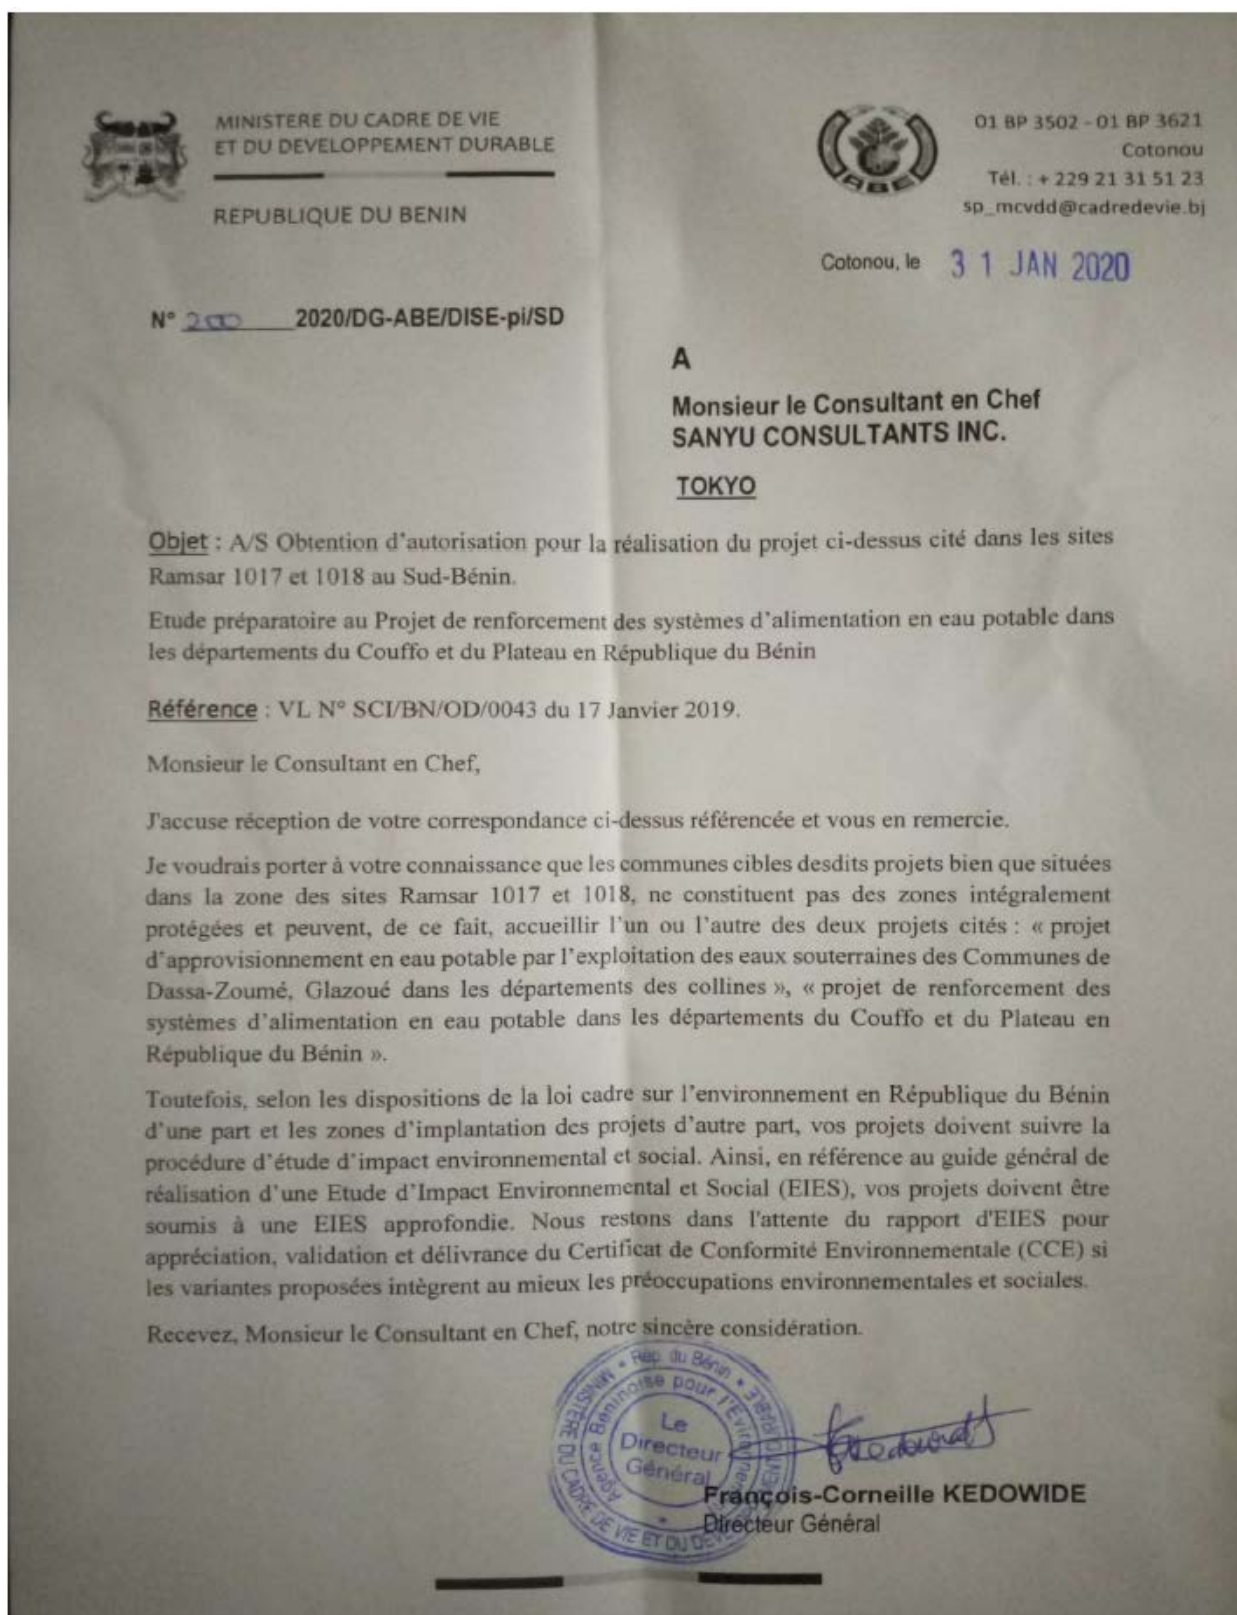 MINISTERE DU CADRE DE VIE
ET DU DEVELOPPEMENT DURABLE
REPUBLIQUE DU BENIN
ABE
01 BP 3502 - 01 BP 3621
Cotonou
Tél. : + 229 21 31 51 23
sp_mcvdd@cadredevie.bj
Cotonou, le 31 JAN 2020
N° 200 2020/DG-ABE/DISE-pi/SD
A
Monsieur le Consultant en Chef
SANYU CONSULTANTS INC.
TOKYO
Objet : A/S Obtention d'autorisation pour la réalisation du projet ci-dessus cité dans les sites
Ramsar 1017 et 1018 au Sud-Bénin.
Etude préparatoire au Projet de renforcement des systèmes d'alimentation en eau potable dans
les départements du Couffo et du Plateau en République du Bénin
Référence : VL N° SCI/BN/OD/0043 du 17 Janvier 2019.
Monsieur le Consultant en Chef,
J'accuse réception de votre correspondance ci-dessus référencée et vous en remercie.
Je voudrais porter à votre connaissance que les communes cibles desdits projets bien que situées
dans la zone des sites Ramsar 1017 et 1018, ne constituent pas des zones intégralement
protégées et peuvent, de ce fait, accueillir l'un ou l'autre des deux projets cités : « projet
d'approvisionnement en eau potable par l'exploitation des eaux souterraines des Communes de
Dassa-Zoumé, Glazoué dans les départements des collines », « projet de renforcement des
systèmes d'alimentation en eau potable dans les départements du Couffo et du Plateau en
République du Bénin ».
Toutefois, selon les dispositions de la loi cadre sur l'environnement en République du Bénin
d'une part et les zones d'implantation des projets d'autre part, vos projets doivent suivre la
procédure d'étude d'impact environnemental et social. Ainsi, en référence au guide général de
réalisation d'une Etude d'Impact Environnemental et Social (EIES), vos projets doivent être
soumis à une EIES approfondie. Nous restons dans l'attente du rapport d'EIES pour
appréciation, validation et délivrance du Certificat de Conformité Environnementale (CCE) si
les variantes proposées intègrent au mieux les préoccupations environnementales et sociales.
Recevez, Monsieur le Consultant en Chef, notre sincère considération.
Rép. du Bénin
MINISTERE DU CADRE DE VIE ET DU
Agence Béninoise pour
Le
Directeur
Général
François-Corneille KEDOWIDE
Directeur Général